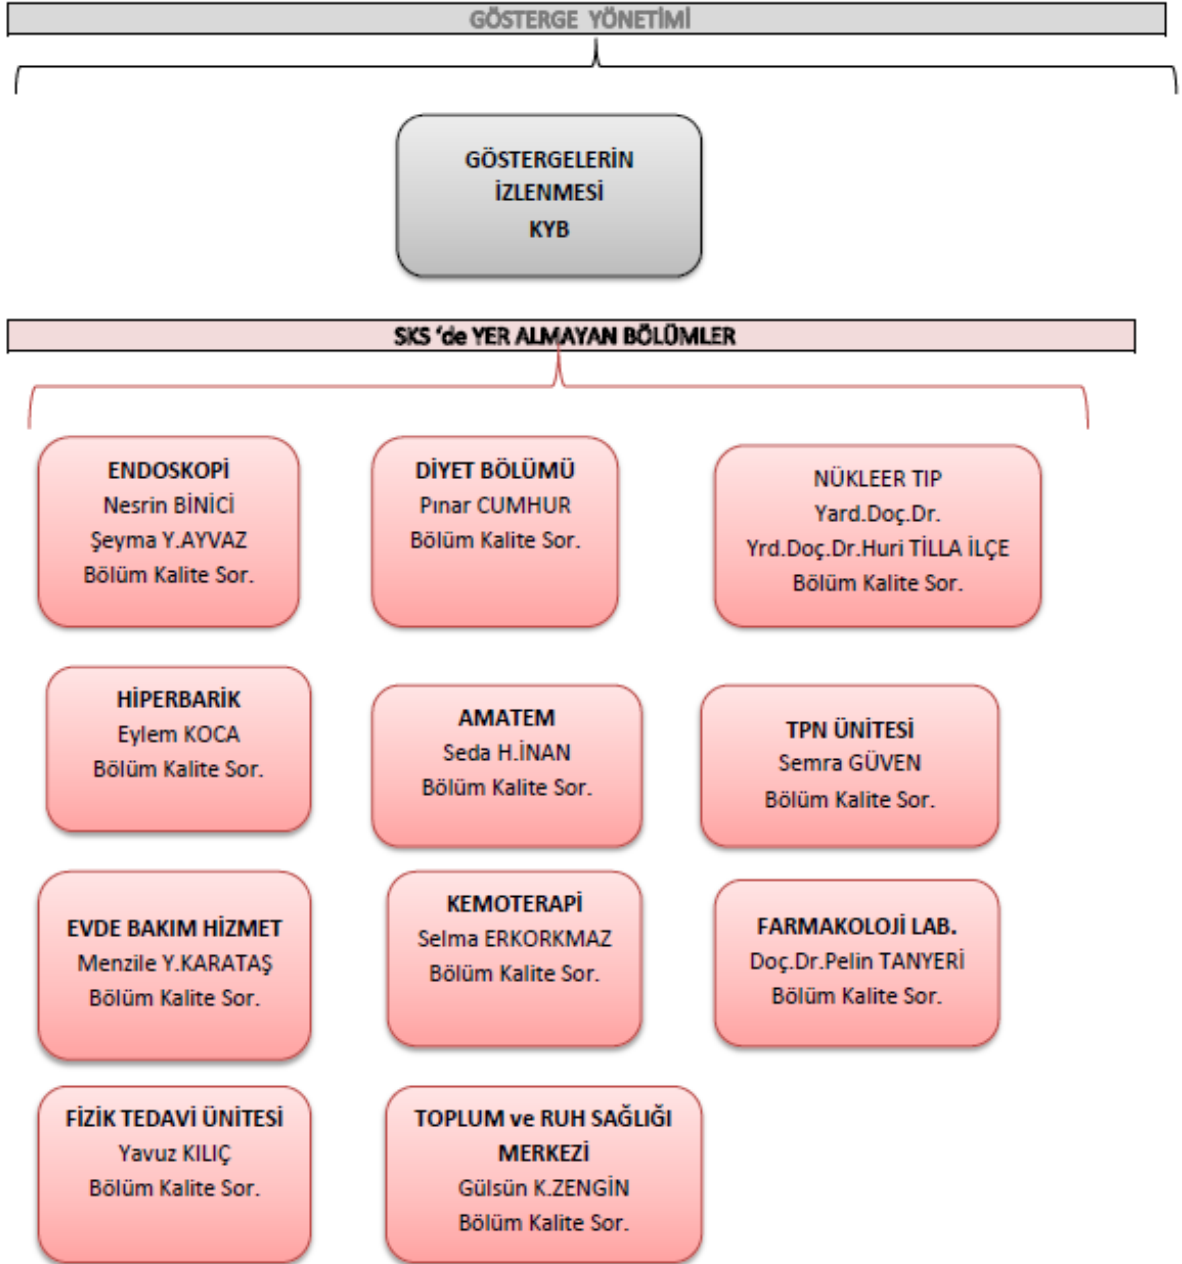 GÖSTERGE YÖNETİMİ
GÖSTERGELERİN
İZLENMESİ
KYB
SKS ‘de YER ALMAYAN BÖLÜMLER
ENDOSKOPİ
Nesrin BİNİCİ
Şeyma Y.AYVAZ
Bölüm Kalite Sor.
DİYET BÖLÜMÜ
Pınar CUMHUR
Bölüm Kalite Sor.
NÜKLEER TIP
Yard.Doç.Dr.
Yrd.Doç.Dr.Huri TİLLA İLÇE
Bölüm Kalite Sor.
HİPERBARİK
Eylem KOCA
Bölüm Kalite Sor.
AMATEM
Seda H.İNAN
Bölüm Kalite Sor.
TPN ÜNİTESİ
Semra GÜVEN
Bölüm Kalite Sor.
EVDE BAKIM HİZMET
Menzile Y.KARATAŞ
Bölüm Kalite Sor.
KEMOTERAPİ
Selma ERKORKMAZ
Bölüm Kalite Sor.
FARMAKOLOJİ LAB.
Doç.Dr.Pelin TANYERİ
Bölüm Kalite Sor.
FİZİK TEDAVİ ÜNİTESİ
Yavuz KILIÇ
Bölüm Kalite Sor.
TOPLUM ve RUH SAĞLIĞI
MERKEZİ
Gülsün K.ZENGİN
Bölüm Kalite Sor.